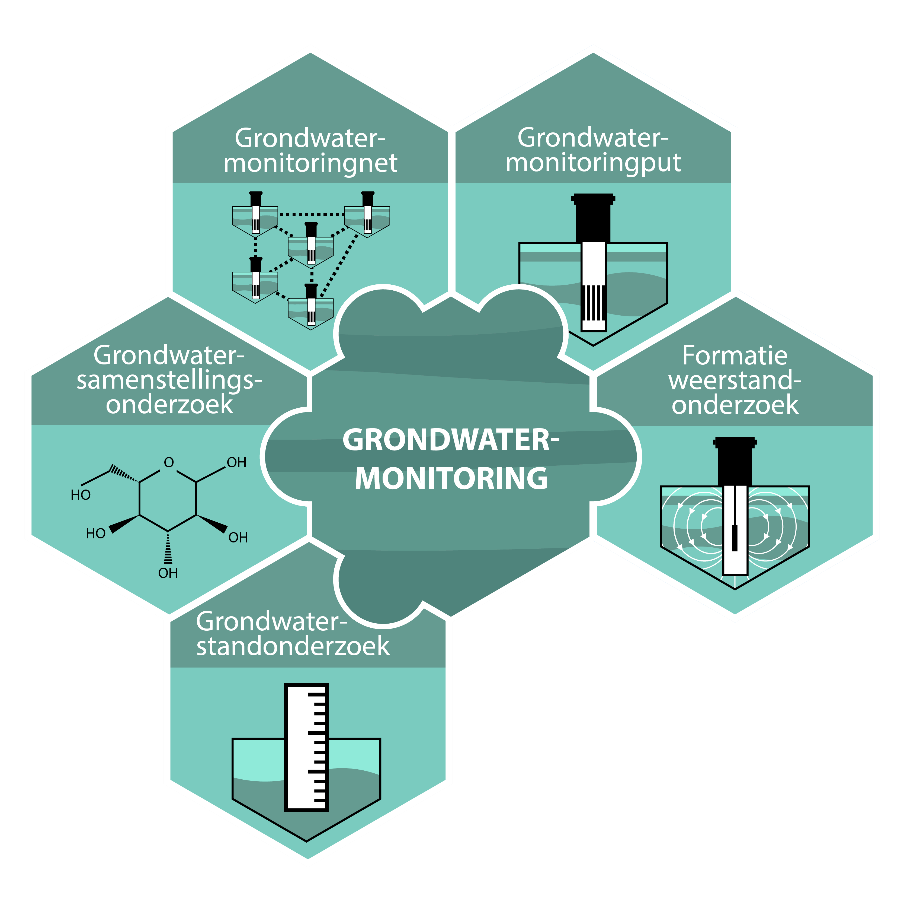 Grondwater-
monitoringnet
Grondwater-
monitoringput
Grondwater-
samenstellings-
onderzoek
O
OH
HO
HO
OH
OH
GRONDWATER-
MONITORING
Formatie
weerstand-
onderzoek
Grondwater-
standonderzoek